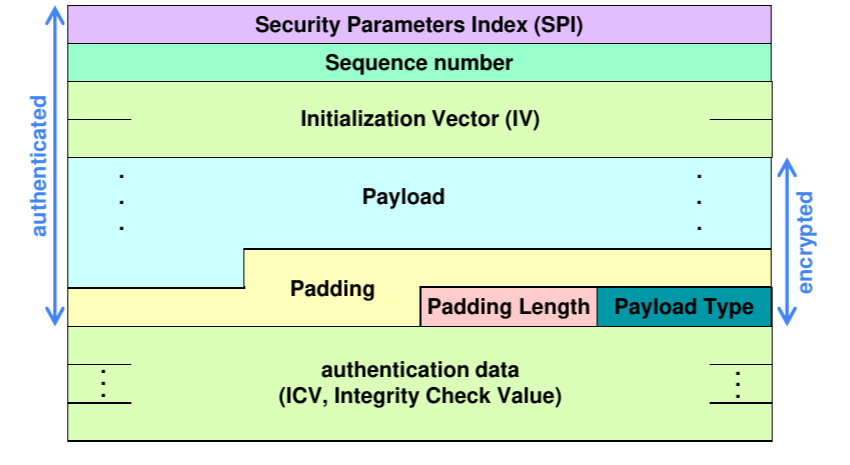 Security Parameters Index (SPI)
Sequence number
Initialization Vector (IV)
authenticated
Payload
encrypted
Padding
Padding Length
Payload Type
authentication data
(ICV, Integrity Check Value)